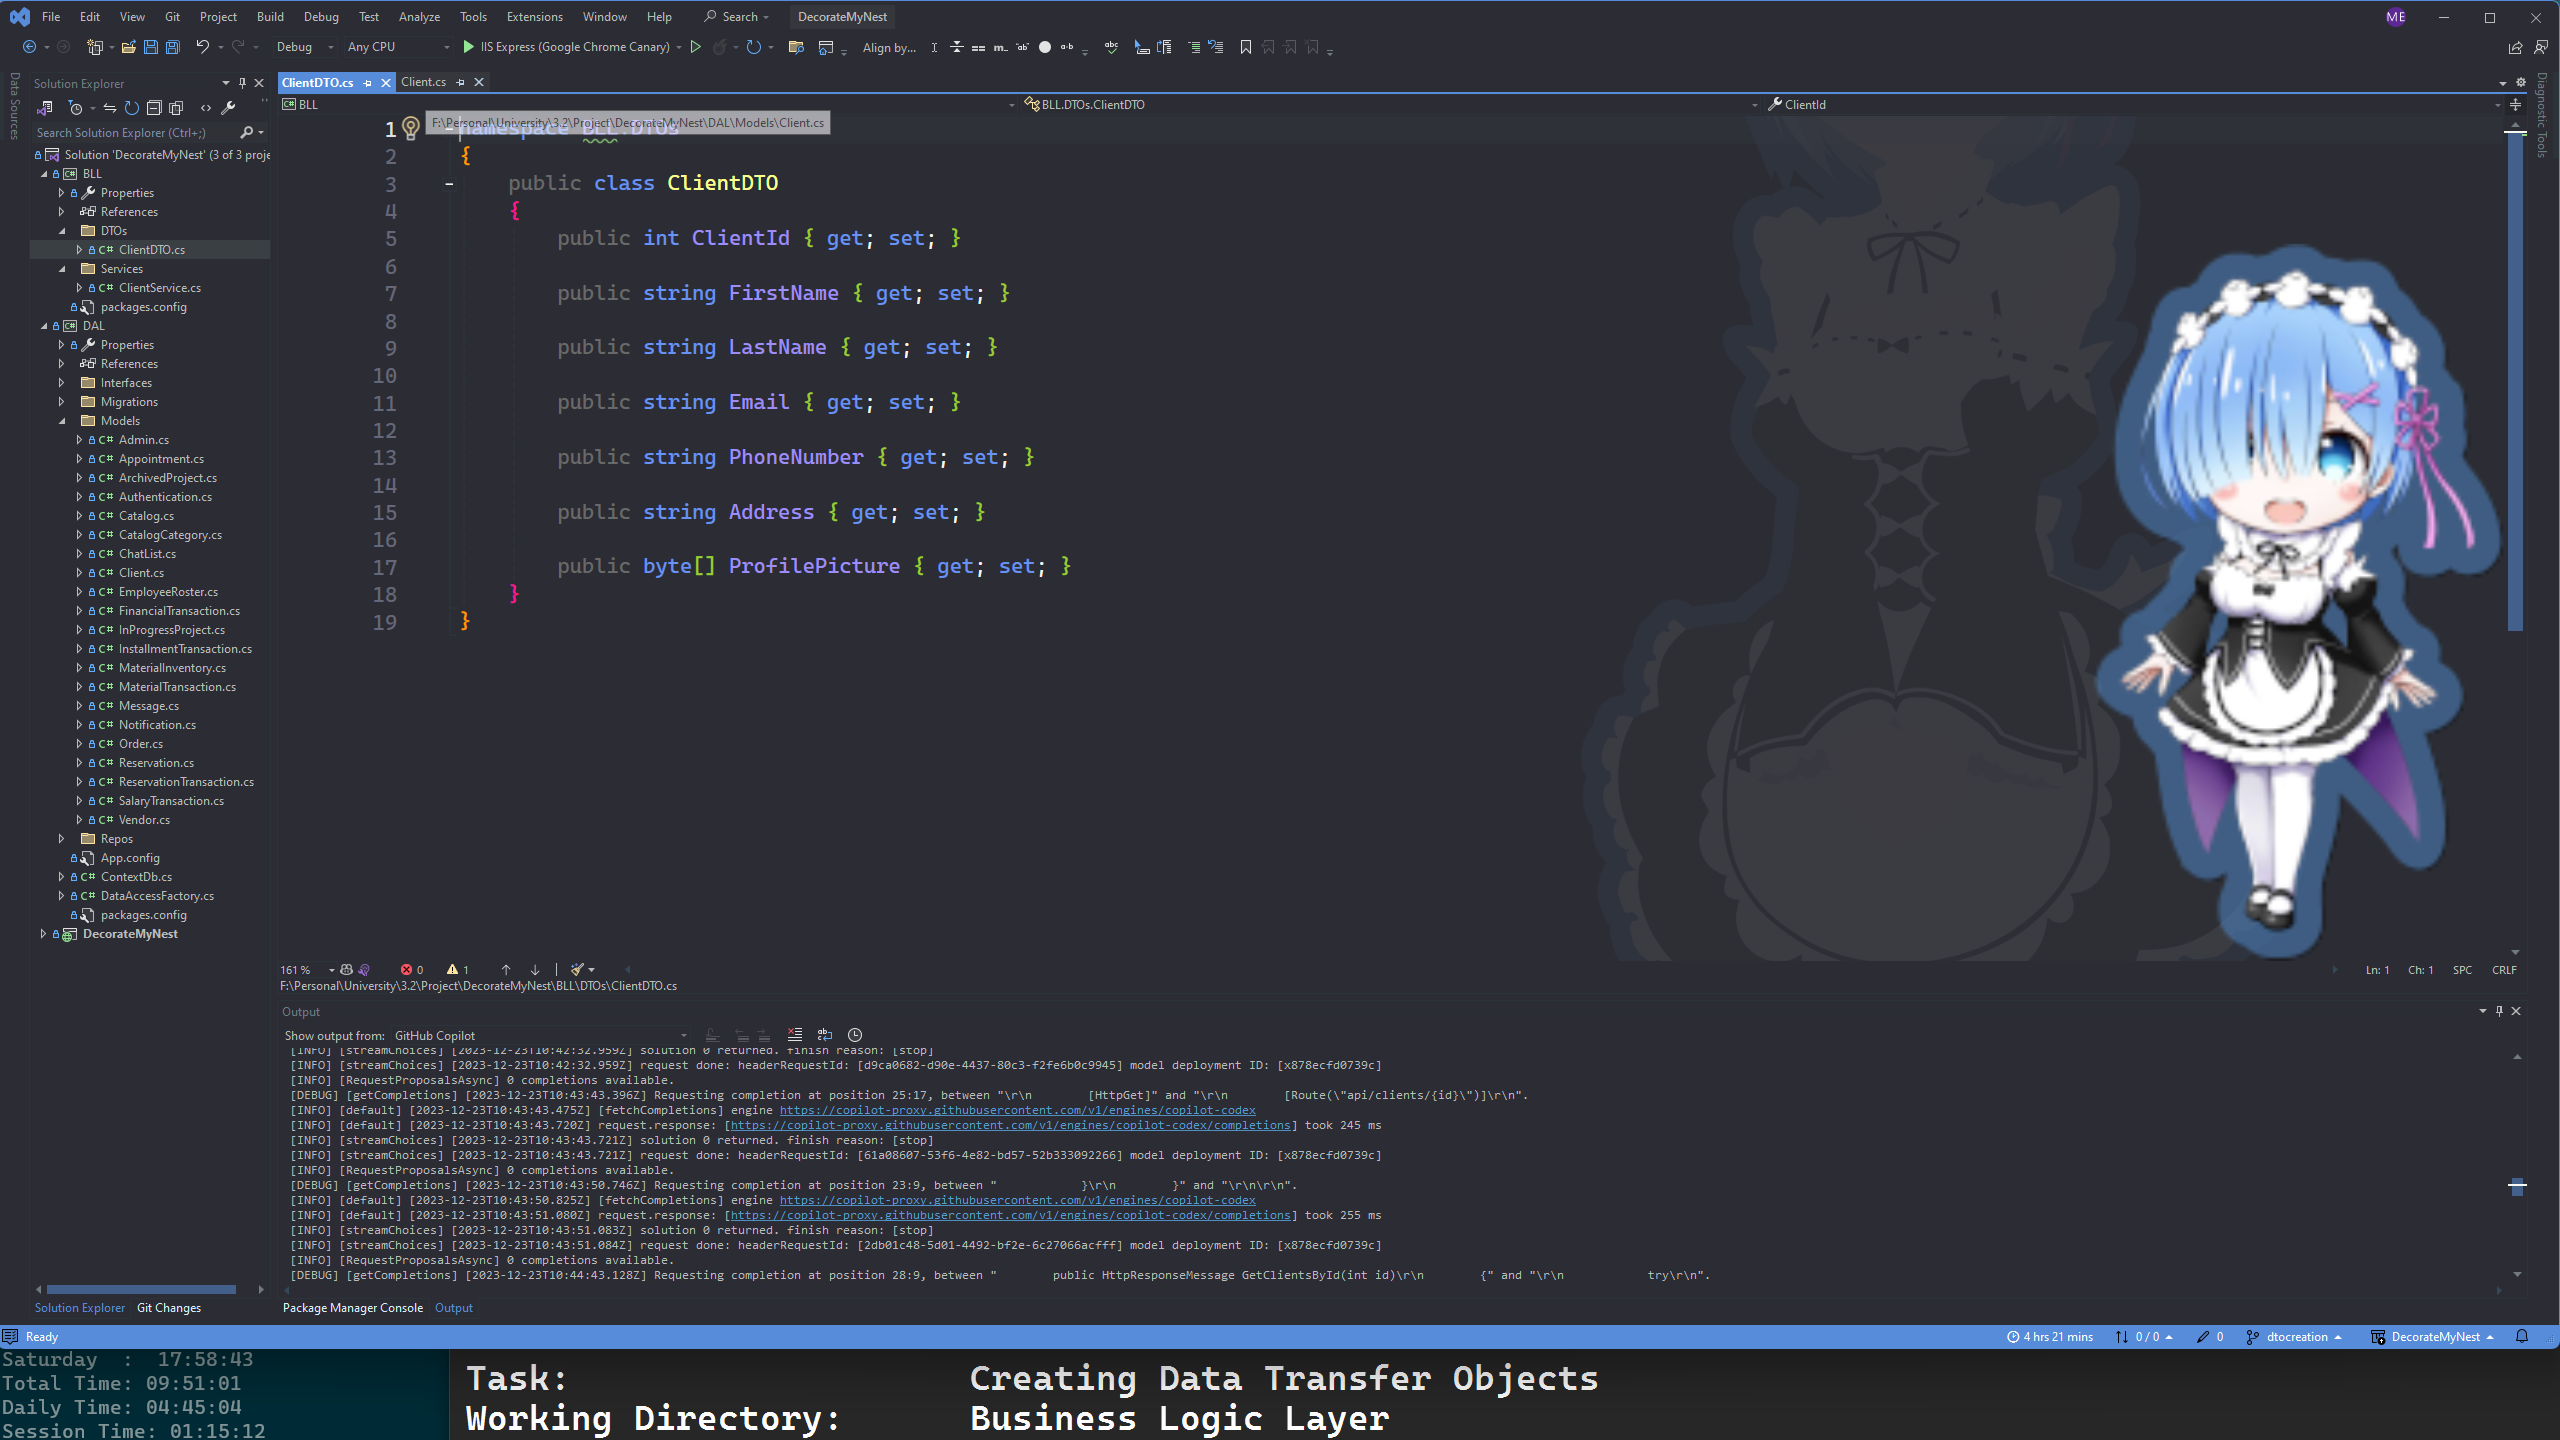 File Edit View Git Project Build Debug Test Analyze Tools Extensions Window Help Search DecorateMyNest ME
Debug Any CPU IIS Express (Google Chrome Canary) Align by...
Data Sources
Solution Explorer
Search Solution Explorer (Ctrl+;)
Solution 'DecorateMyNest' (3 of 3 proje
BLL
Properties
References
DTOs
ClientDTO.cs
Services
ClientService.cs
packages.config
DAL
Properties
References
Interfaces
Migrations
Models
Admin.cs
Appointment.cs
ArchivedProject.cs
Authentication.cs
Catalog.cs
CatalogCategory.cs
ChatList.cs
Client.cs
EmployeeRoster.cs
FinancialTransaction.cs
InProgressProject.cs
InstallmentTransaction.cs
MaterialInventory.cs
MaterialTransaction.cs
Message.cs
Notification.cs
Order.cs
Reservation.cs
ReservationTransaction.cs
SalaryTransaction.cs
Vendor.cs
Repos
App.config
ContextDb.cs
DataAccessFactory.cs
packages.config
DecorateMyNest
Solution Explorer Git Changes
ClientDTO.cs Client.cs
BLL BLL.DTOs.ClientDTO ClientId
F:\Personal\University\3.2\Project\DecorateMyNest\DAL\Models\Client.cs
1 namespace BLL.DTOs
2 {
3 public class ClientDTO
4 {
5 public int ClientId { get; set; }
6
7 public string FirstName { get; set; }
8
9 public string LastName { get; set; }
10
11 public string Email { get; set; }
12
13 public string PhoneNumber { get; set; }
14
15 public string Address { get; set; }
16
17 public byte[] ProfilePicture { get; set; }
18 }
19 }
Diagnostic Tools
161 % 0 1 Ln: 1 Ch: 1 SPC CRLF
F:\Personal\University\3.2\Project\DecorateMyNest\BLL\DTOs\ClientDTO.cs
Output
Show output from: GitHub Copilot
[INFO] [streamChoices] [2023-12-23T10:42:32.959Z] solution 0 returned. finish reason: [stop]
[INFO] [streamChoices] [2023-12-23T10:42:32.959Z] request done: headerRequestId: [d9ca0682-d90e-4437-80c3-f2fe6b0c9945] model deployment ID: [x878ecfd0739c]
[INFO] [RequestProposalsAsync] 0 completions available.
[DEBUG] [getCompletions] [2023-12-23T10:43:43.396Z] Requesting completion at position 25:17, between "\r\n [HttpGet]" and "\r\n [Route(\"api/clients/{id}\")]\r\n".
[INFO] [default] [2023-12-23T10:43:43.475Z] [fetchCompletions] engine https://copilot-proxy.githubusercontent.com/v1/engines/copilot-codex
[INFO] [default] [2023-12-23T10:43:43.720Z] request.response: [https://copilot-proxy.githubusercontent.com/v1/engines/copilot-codex/completions] took 245 ms
[INFO] [streamChoices] [2023-12-23T10:43:43.721Z] solution 0 returned. finish reason: [stop]
[INFO] [streamChoices] [2023-12-23T10:43:43.721Z] request done: headerRequestId: [61a08607-53f6-4e82-bd57-52b333092266] model deployment ID: [x878ecfd0739c]
[INFO] [RequestProposalsAsync] 0 completions available.
[DEBUG] [getCompletions] [2023-12-23T10:43:50.746Z] Requesting completion at position 23:9, between " }\r\n }" and "\r\n\r\n".
[INFO] [default] [2023-12-23T10:43:50.825Z] [fetchCompletions] engine https://copilot-proxy.githubusercontent.com/v1/engines/copilot-codex
[INFO] [default] [2023-12-23T10:43:51.080Z] request.response: [https://copilot-proxy.githubusercontent.com/v1/engines/copilot-codex/completions] took 255 ms
[INFO] [streamChoices] [2023-12-23T10:43:51.083Z] solution 0 returned. finish reason: [stop]
[INFO] [streamChoices] [2023-12-23T10:43:51.084Z] request done: headerRequestId: [2db01c48-5d01-4492-bf2e-6c27066acfff] model deployment ID: [x878ecfd0739c]
[INFO] [RequestProposalsAsync] 0 completions available.
[DEBUG] [getCompletions] [2023-12-23T10:44:43.128Z] Requesting completion at position 28:9, between " public HttpResponseMessage GetClientsById(int id)\r\n {" and "\r\n try\r\n".
Package Manager Console Output
Ready 4 hrs 21 mins 0 / 0 0 dtocreation DecorateMyNest
Saturday : 17:58:43
Total Time: 09:51:01
Daily Time: 04:45:04
Session Time: 01:15:12
Task: Creating Data Transfer Objects
Working Directory: Business Logic Layer